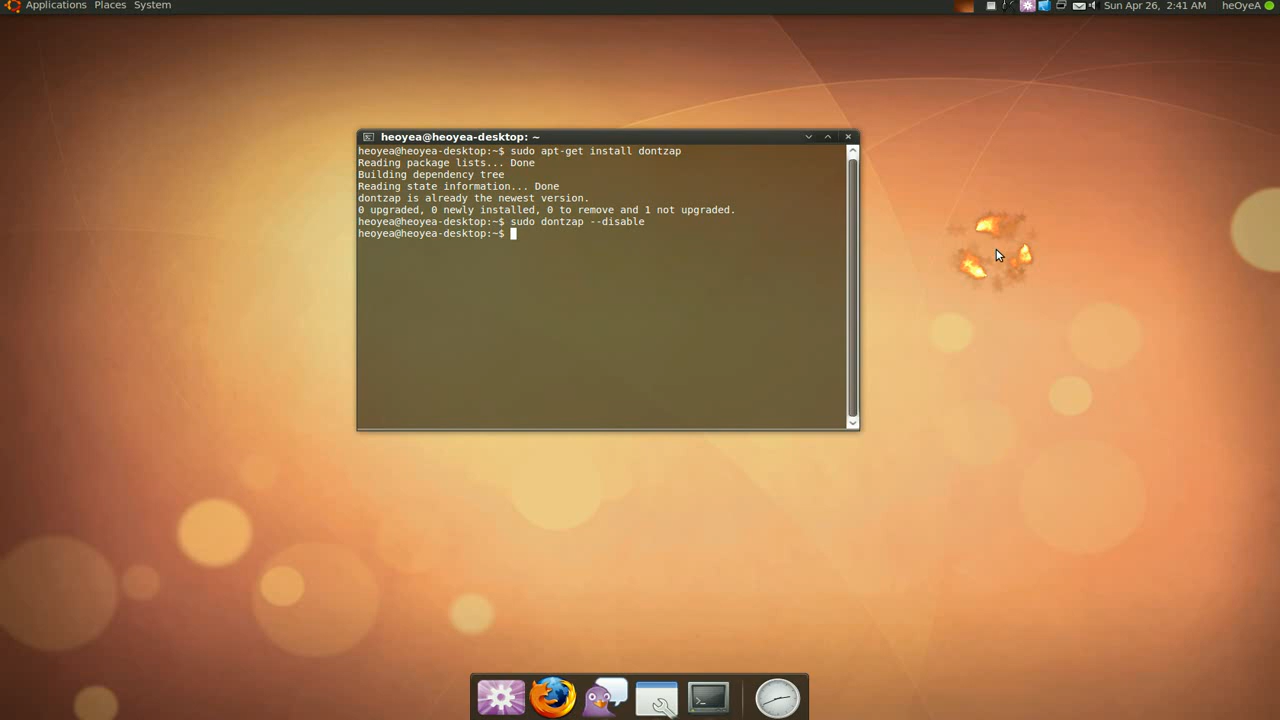 Applications Places System
Sun Apr 26, 2:41 AM heOyeA
heoyea@heoyea-desktop: ~
heoyea@heoyea-desktop:~$ sudo apt-get install dontzap
Reading package lists... Done
Building dependency tree
Reading state information... Done
dontzap is already the newest version.
0 upgraded, 0 newly installed, 0 to remove and 1 not upgraded.
heoyea@heoyea-desktop:~$ sudo dontzap --disable
heoyea@heoyea-desktop:~$